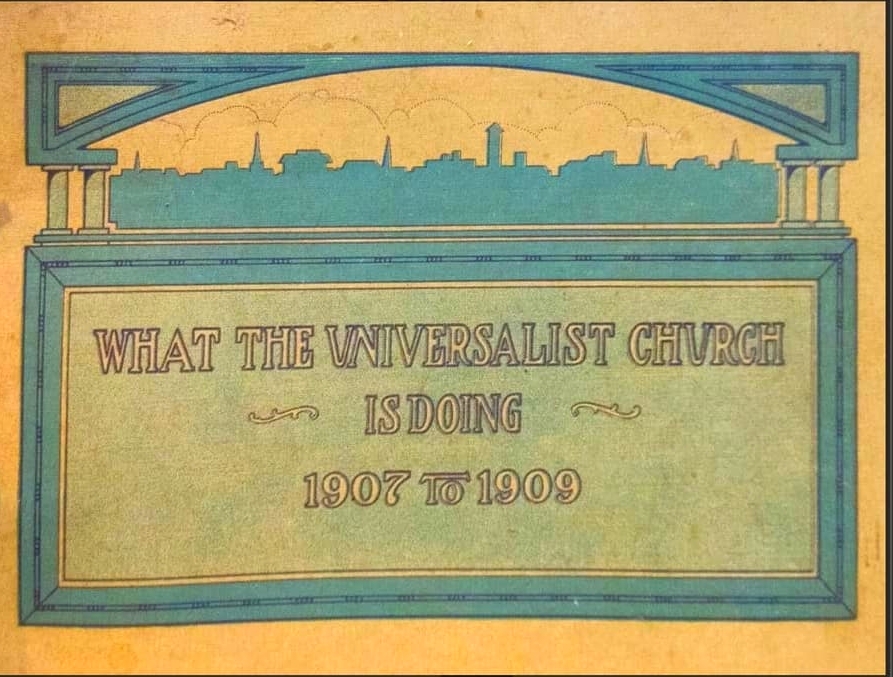 WHAT THE VNIVERSALIST CHVRCH
IS DOING
1907 TO 1909